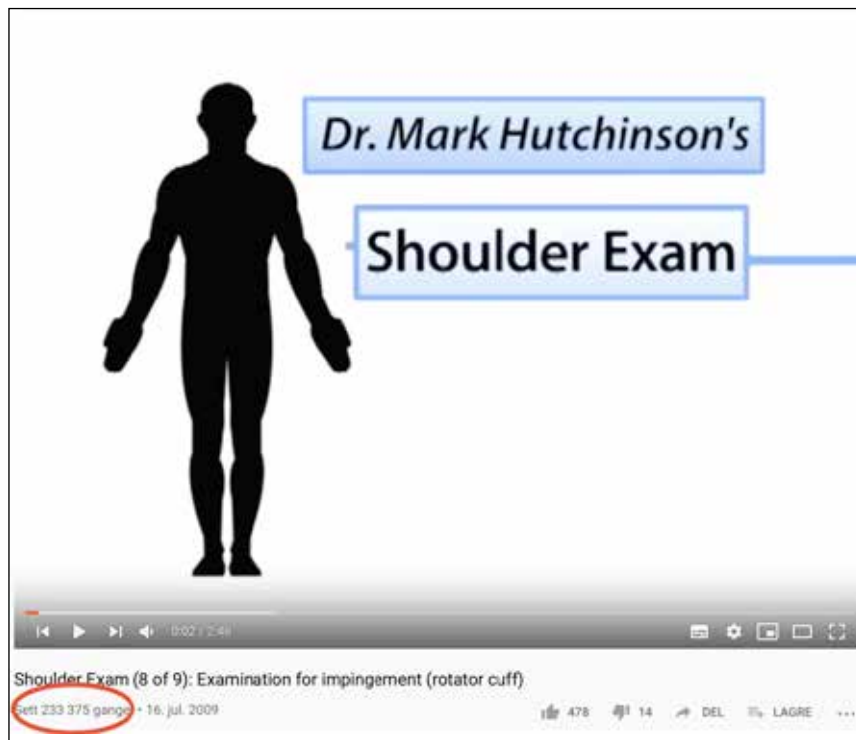 Dr. Mark Hutchinson's
Shoulder Exam
0:02 / 2:46
Shoulder Exam (8 of 9): Examination for impingement (rotator cuff)
Sett 233 375 ganger • 16. jul. 2009
478 14 DEL LAGRE